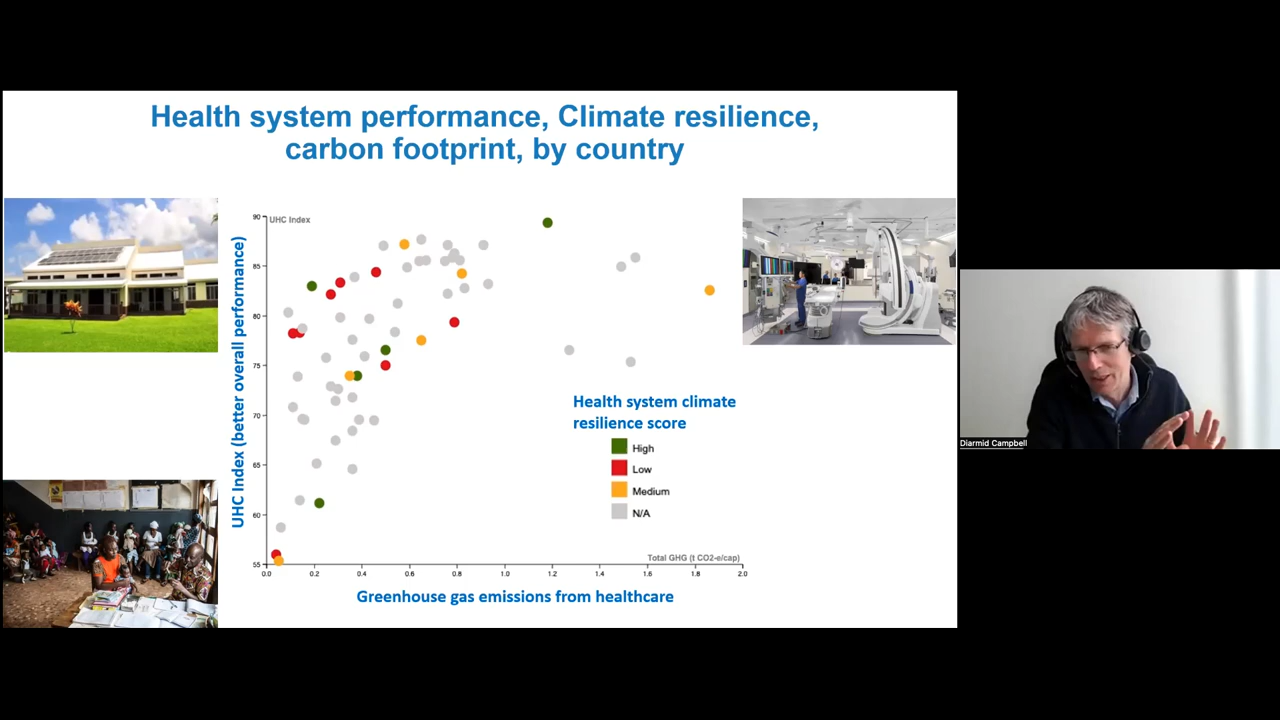 Health system performance, Climate resilience,
carbon footprint, by country
UHC Index (better overall performance)
UHC Index
90
85
80
75
70
65
60
55
0.0
0.2
0.4
0.6
0.8
1.0
1.2
1.4
1.6
1.8
2.0
Total GHG (t CO2-e/cap)
Greenhouse gas emissions from healthcare
Health system climate
resilience score
High
Low
Medium
N/A
Diarmid Campbell